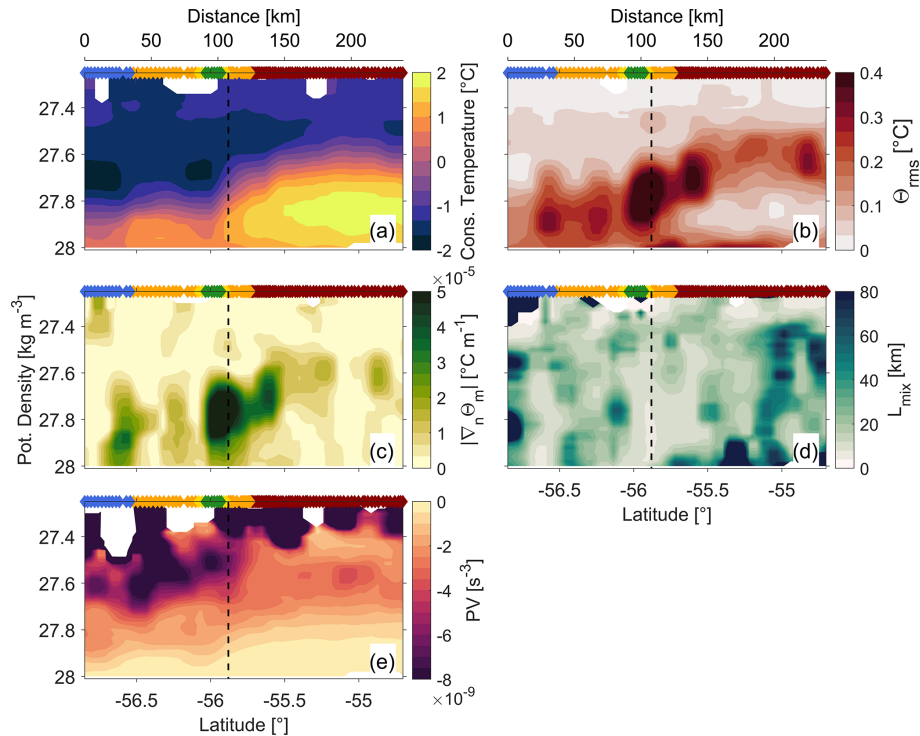 Distance [km]
0 50 100 150 200
Distance [km]
0 50 100 150 200
27.4
27.6
27.8
28
(a)
2
1
0
-1
-2
Cons. Temperature [°C]
(b)
0.4
0.3
0.2
0.1
0
Θrms [°C]
Pot. Density [kg m-3]
27.4
27.6
27.8
28
(c)
×10-5
5
4
3
2
1
0
|∇nΘm| [°C m-1]
(d)
80
60
40
20
0
Lmix [km]
-56.5 -56 -55.5 -55
Latitude [°]
27.4
27.6
27.8
28
(e)
0
-2
-4
-6
-8
×10-9
PV [s-3]
-56.5 -56 -55.5 -55
Latitude [°]